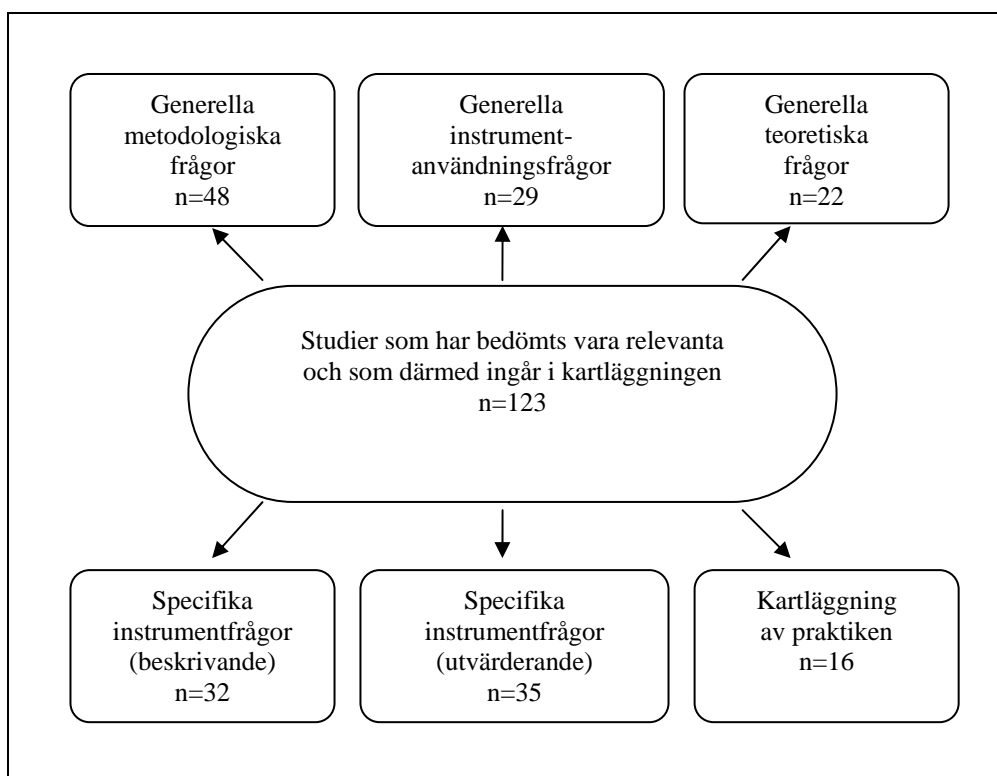 Generella
metodologiska
frågor
n=48
Generella
instrument-
användningsfrågor
n=29
Generella
teoretiska
frågor
n=22
Studier som har bedömts vara relevanta
och som därmed ingår i kartläggningen
n=123
Specifika
instrumentfrågor
(beskrivande)
n=32
Specifika
instrumentfrågor
(utvärderande)
n=35
Kartläggning
av praktiken
n=16